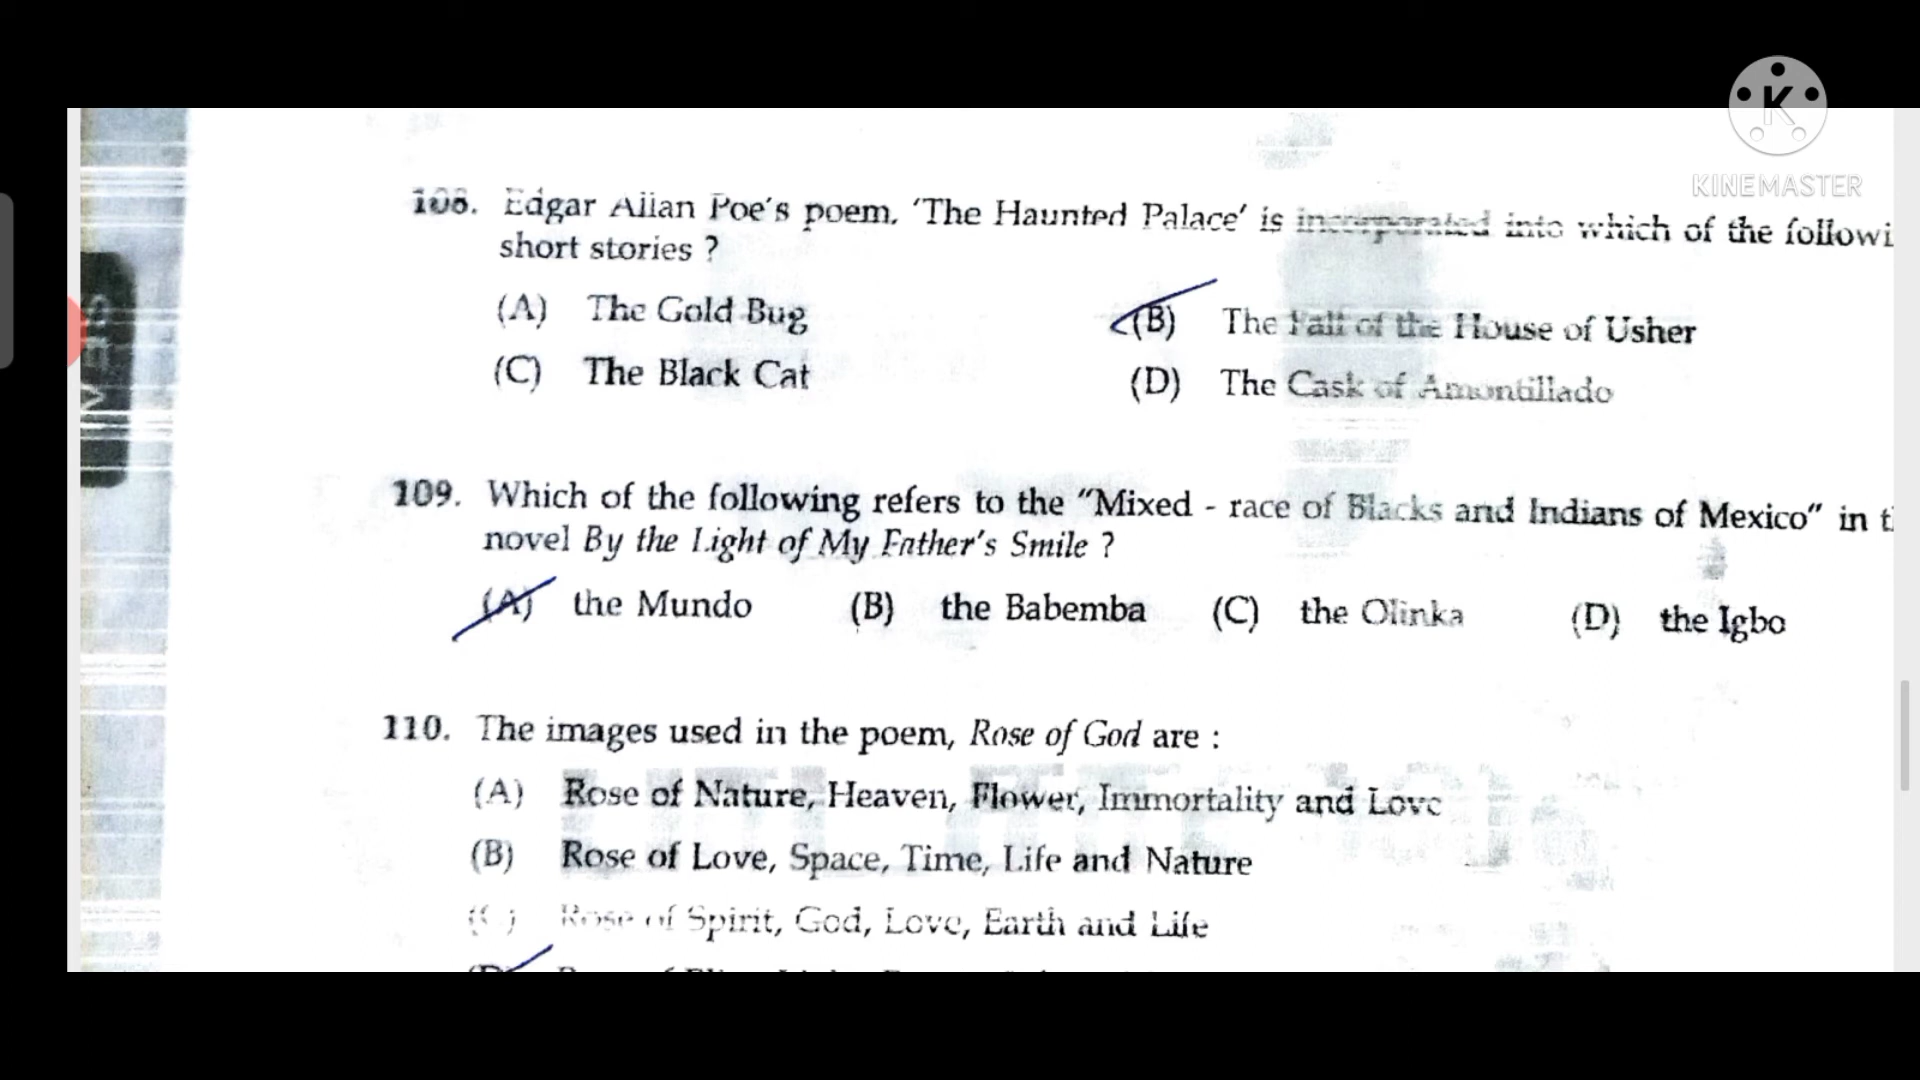 K
KINEMASTER
108. Edgar Allan Poe's poem, 'The Haunted Palace' is incorporated into which of the followi
short stories ?
(A) The Gold Bug (B) The Fall of the House of Usher
(C) The Black Cat (D) The Cask of Amontillado
109. Which of the following refers to the "Mixed - race of Blacks and Indians of Mexico" in t
novel By the Light of My Father's Smile ?
(A) the Mundo (B) the Babemba (C) the Olinka (D) the Igbo
110. The images used in the poem, Rose of God are :
(A) Rose of Nature, Heaven, Flower, Immortality and Love
(B) Rose of Love, Space, Time, Life and Nature
(C) Rose of Spirit, God, Love, Earth and Life
(D)